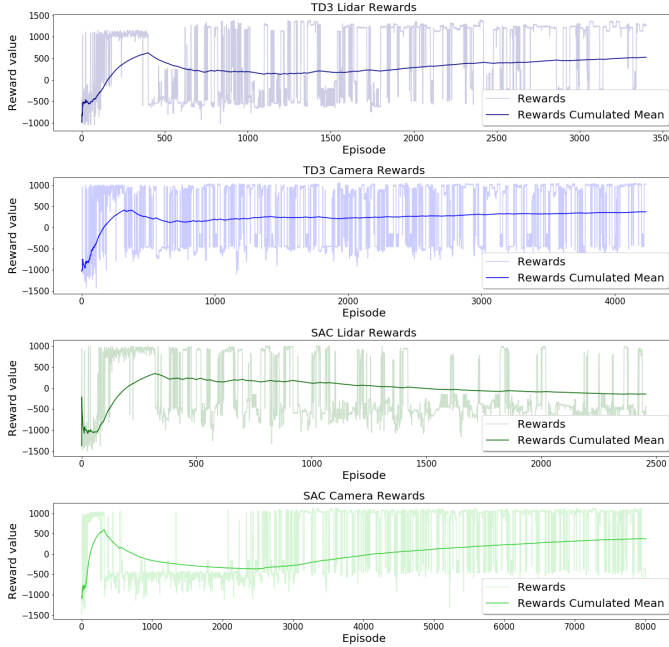 TD3 Lidar Rewards
Reward value
1500
1000
500
0
−500
−1000
0
500
1000
1500
2000
2500
3000
3500
Rewards
Rewards Cumulated Mean
Episode
TD3 Camera Rewards
Reward value
1000
500
0
−500
−1000
−1500
0
1000
2000
3000
4000
Rewards
Rewards Cumulated Mean
Episode
SAC Lidar Rewards
Reward value
1000
500
0
−500
−1000
−1500
0
500
1000
1500
2000
2500
Rewards
Rewards Cumulated Mean
Episode
SAC Camera Rewards
Reward value
1000
500
0
−500
−1000
−1500
0
1000
2000
3000
4000
5000
6000
7000
8000
Rewards
Rewards Cumulated Mean
Episode